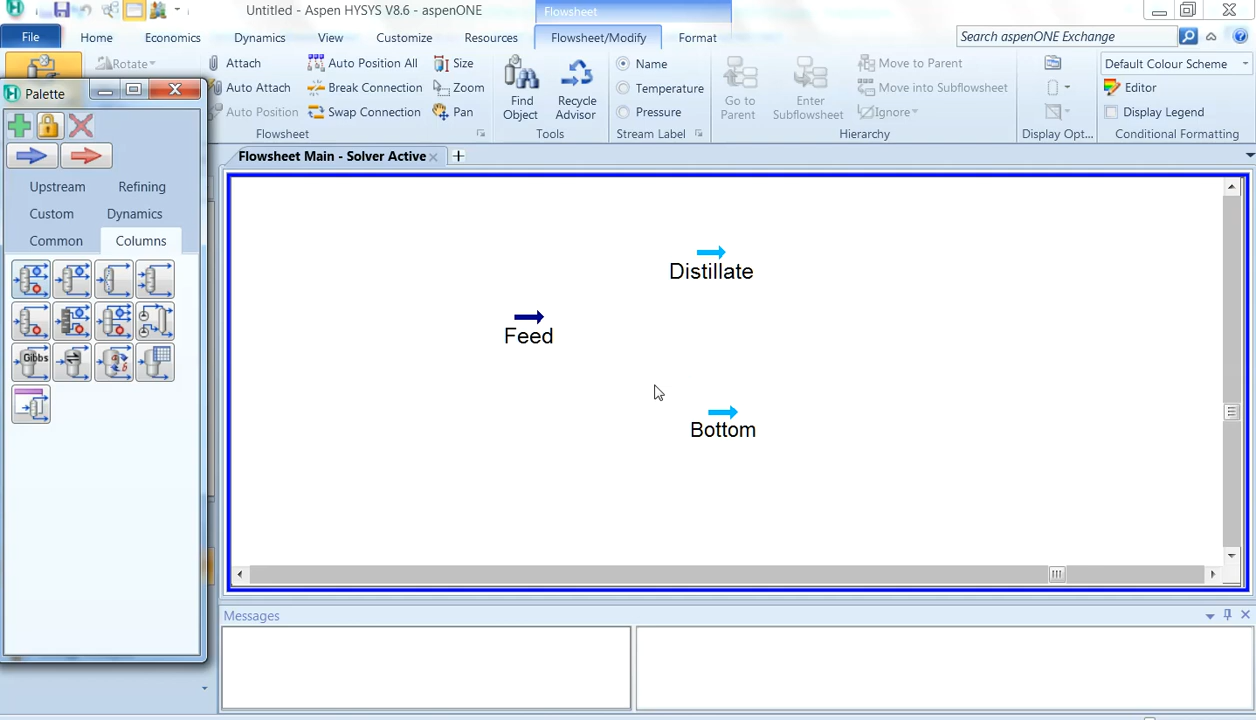 Untitled - Aspen HYSYS V8.6 - aspenONE
Flowsheet
File
Home
Economics
Dynamics
View
Customize
Resources
Flowsheet/Modify
Format
Search aspenONE Exchange
Rotate
Attach
Auto Attach
Auto Position
Auto Position All
Break Connection
Swap Connection
Size
Zoom
Pan
Flowsheet
Find Object
Recycle Advisor
Tools
Name
Temperature
Pressure
Stream Label
Go to Parent
Enter Subflowsheet
Move to Parent
Move into Subflowsheet
Ignore
Hierarchy
Display Opt...
Default Colour Scheme
Editor
Display Legend
Conditional Formatting
Palette
Upstream
Refining
Custom
Dynamics
Common
Columns
Gibbs
Flowsheet Main - Solver Active
Distillate
Feed
Bottom
Messages